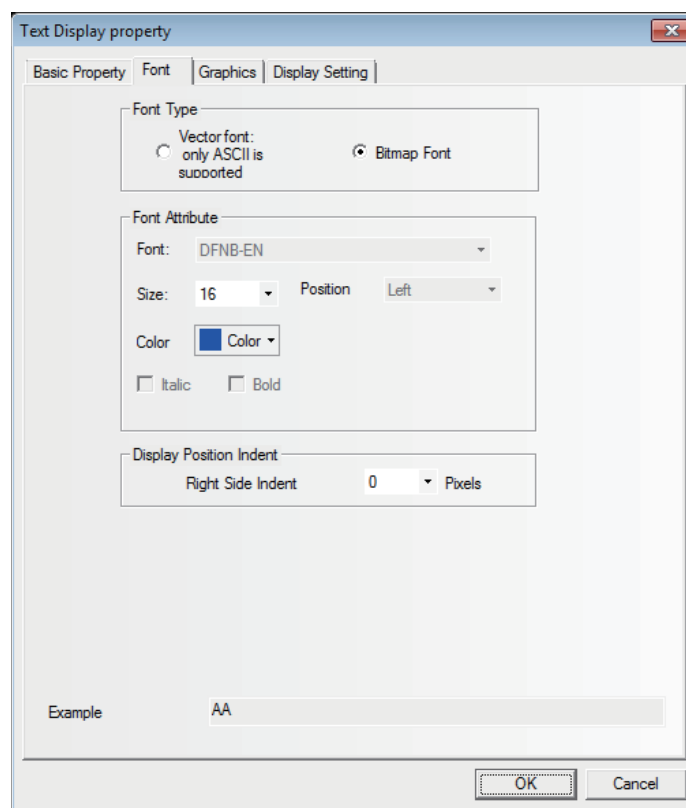 Text Display property
Basic Property Font Graphics Display Setting
Font Type
Vector font:
only ASCII is
supported
Bitmap Font
Font Attribute
Font: DFNB-EN
Size: 16 Position Left
Color Color
Italic Bold
Display Position Indent
Right Side Indent 0 Pixels
Example AA
OK Cancel